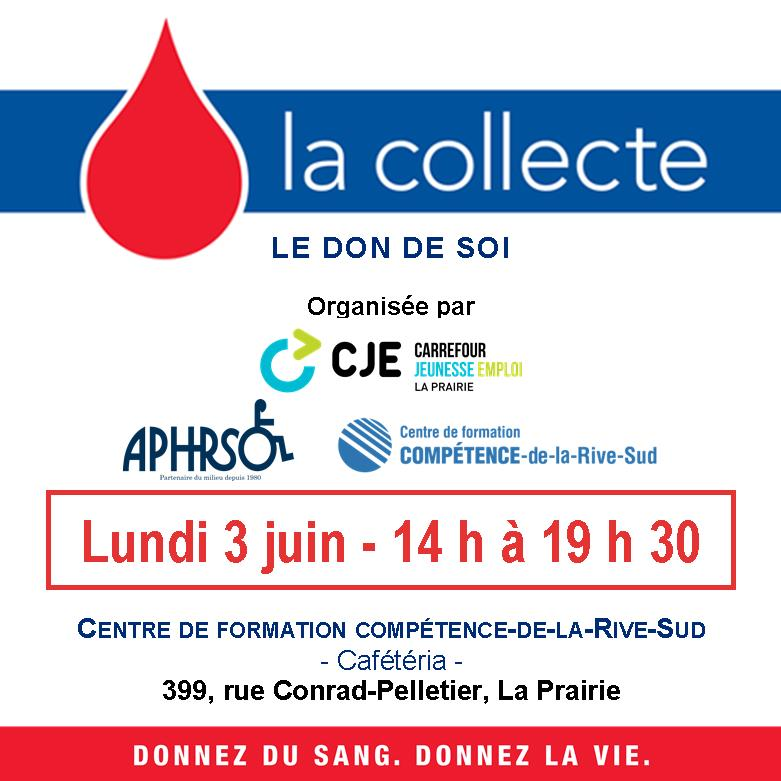 la collecte
LE DON DE SOI
Organisée par
CJE CARREFOUR
JEUNESSE EMPLOI
LA PRAIRIE
APHRSO
Partenaire du milieu depuis 1980
Centre de formation
COMPÉTENCE-de-la-Rive-Sud
Lundi 3 juin - 14 h à 19 h 30
CENTRE DE FORMATION COMPÉTENCE-DE-LA-RIVE-SUD
- Cafétéria -
399, rue Conrad-Pelletier, La Prairie
DONNEZ DU SANG. DONNEZ LA VIE.